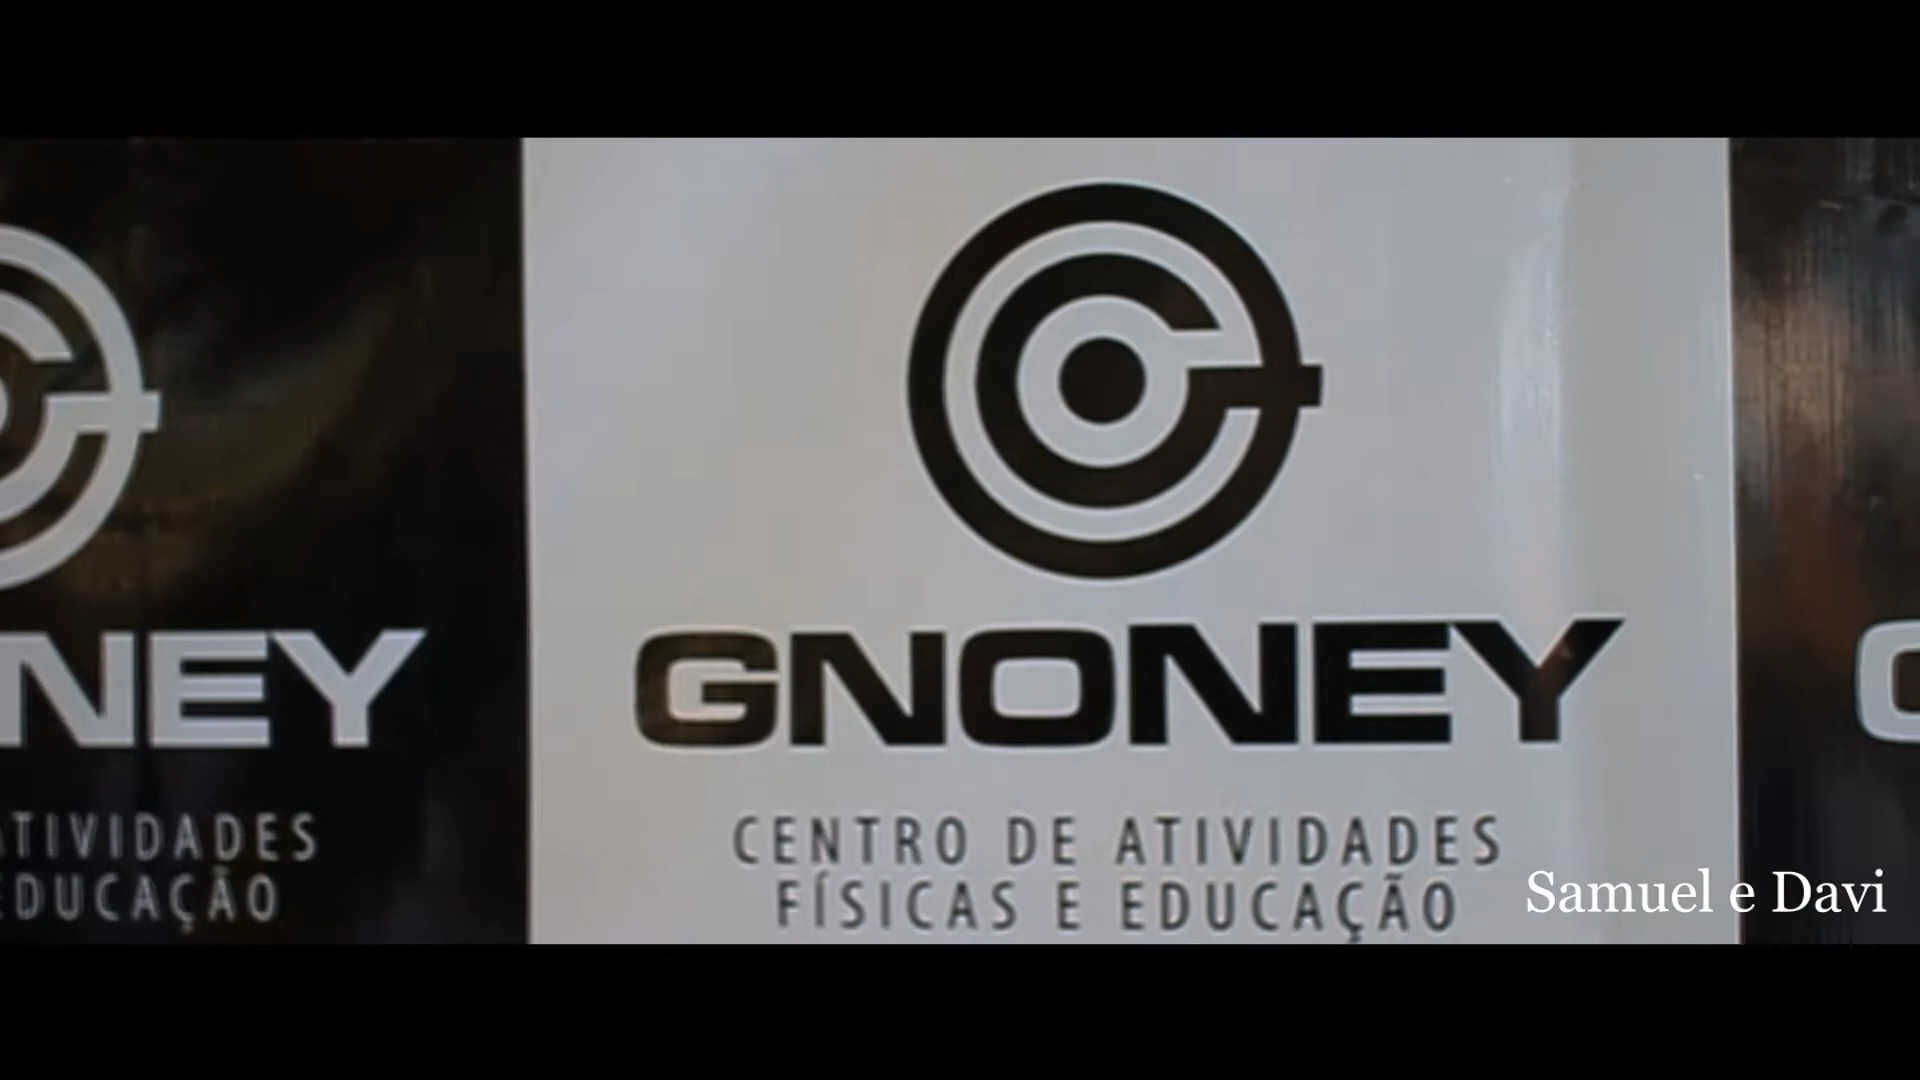 NEY
ATIVIDADES
EDUCAÇÃO
GNONEY
CENTRO DE ATIVIDADES
FÍSICAS E EDUCAÇÃO
Samuel e Davi